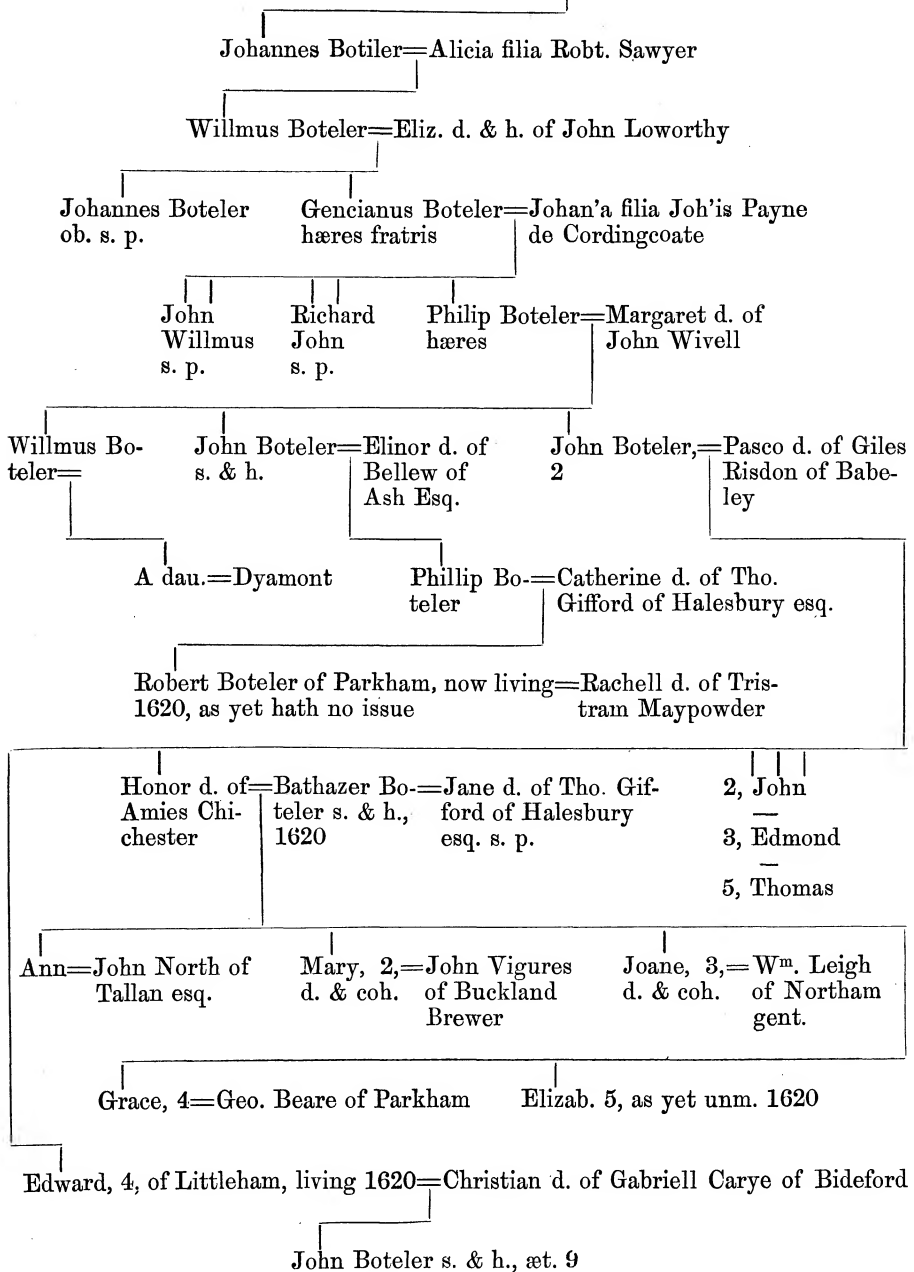 Johannes Botiler=Alicia filia Robt. Sawyer
Willmus Boteler=Eliz. d. & h. of John Loworthy
Johannes Boteler
ob. s. p.
Gencianus Boteler=Johan'a filia Joh'is Payne
hæres fratris
de Cordingcoate
John
Willmus
s. p.
Richard
John
s. p.
Philip Boteler=Margaret d. of
hæres
John Wivell
Willmus Bo-
teler=
John Boteler=Elinor d. of
s. & h.
Bellew of
Ash Esq.
John Boteler,=Pasco d. of Giles
2
Risdon of Babe-
ley
A dau.=Dyamont
Phillip Bo-=Catherine d. of Tho.
teler
Gifford of Halesbury esq.
Robert Boteler of Parkham, now living=Rachell d. of Tris-
1620, as yet hath no issue
tram Maypowder
Honor d. of=Bathazer Bo-=Jane d. of Tho. Gif-
Amies Chi-
teler s. & h.,
ford of Halesbury
chester
1620
esq. s. p.
2, John
3, Edmond
5, Thomas
Ann=John North of
Tallan esq.
Mary, 2,=John Vigures
d. & coh.
of Buckland
Brewer
Joane, 3,=Wm. Leigh
d. & coh.
of Northam
gent.
Grace, 4=Geo. Beare of Parkham
Elizab. 5, as yet unm. 1620
Edward, 4, of Littleham, living 1620=Christian d. of Gabriell Carye of Bideford
John Boteler s. & h., æt. 9